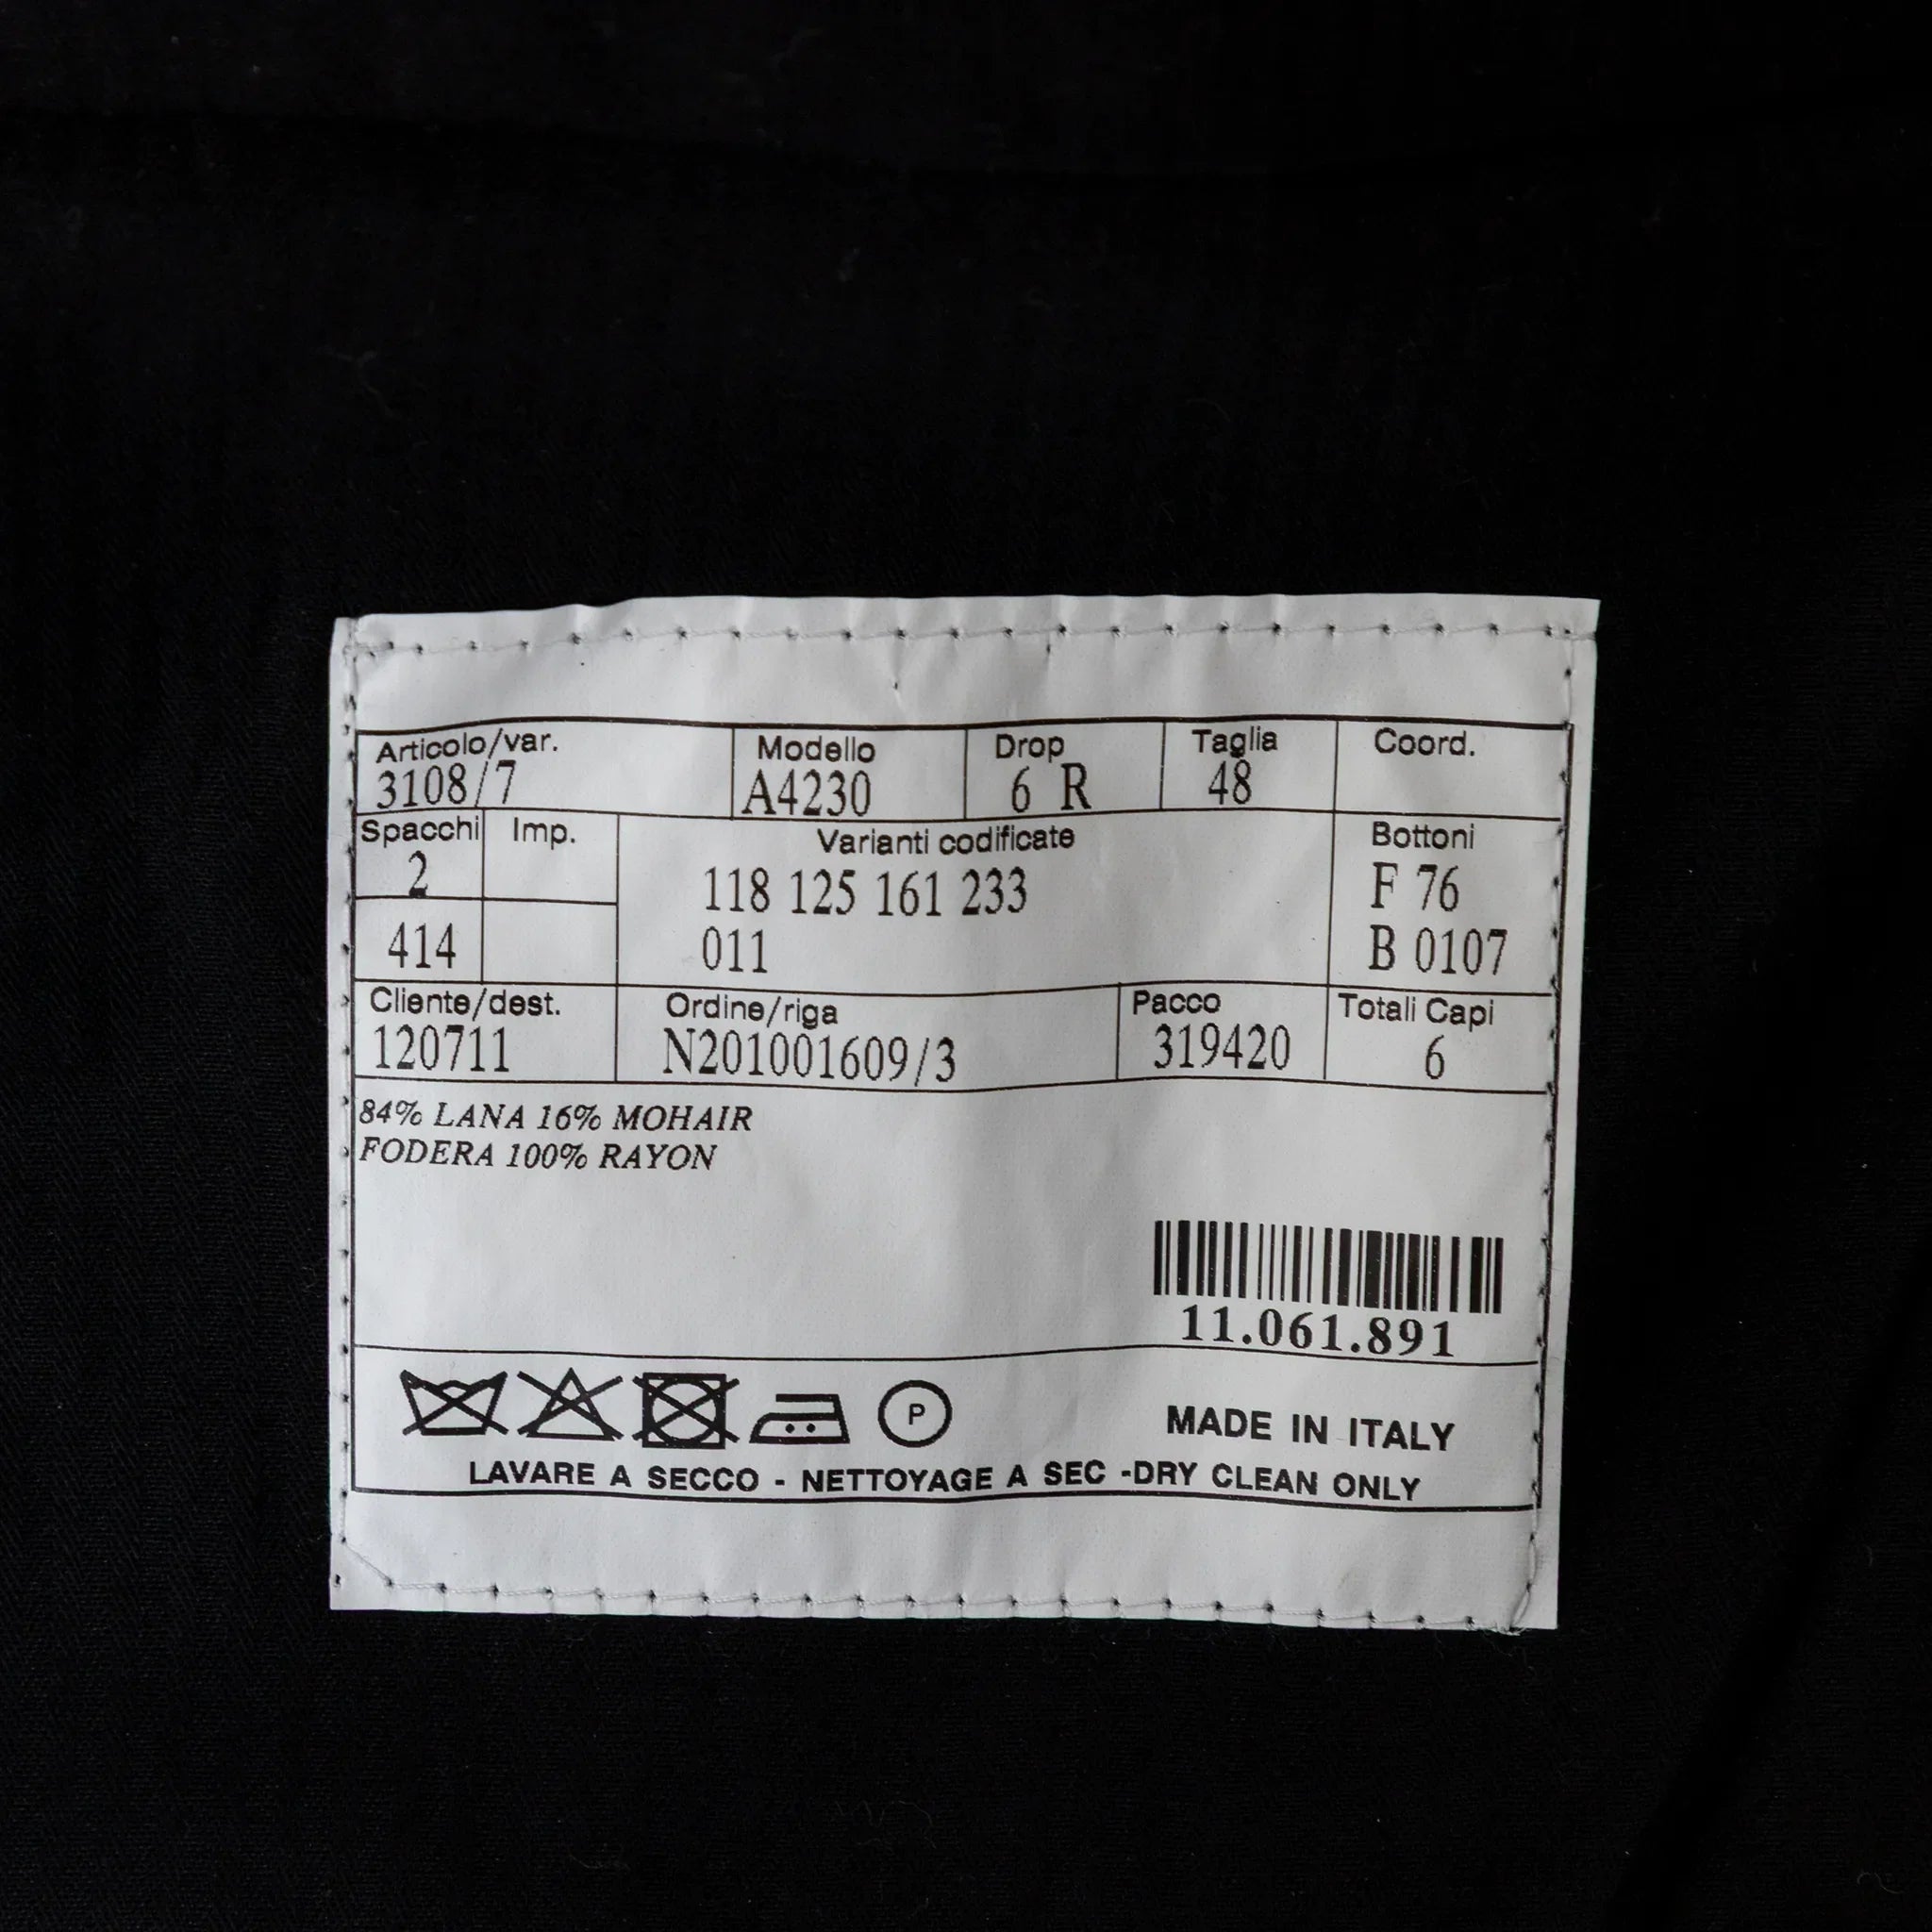 Articolo/var. Modello Drop Taglia Coord.
3108/7 A4230 6 R 48
Spacchi Imp. Varianti codificate Bottoni
2 118 125 161 233 F 76
414 011 B 0107
Cliente/dest. Ordine/riga Pacco Totali Capi
120711 N201001609/3 319420 6
84% LANA 16% MOHAIR
FODERA 100% RAYON
11.061.891
P MADE IN ITALY
LAVARE A SECCO - NETTOYAGE A SEC -DRY CLEAN ONLY